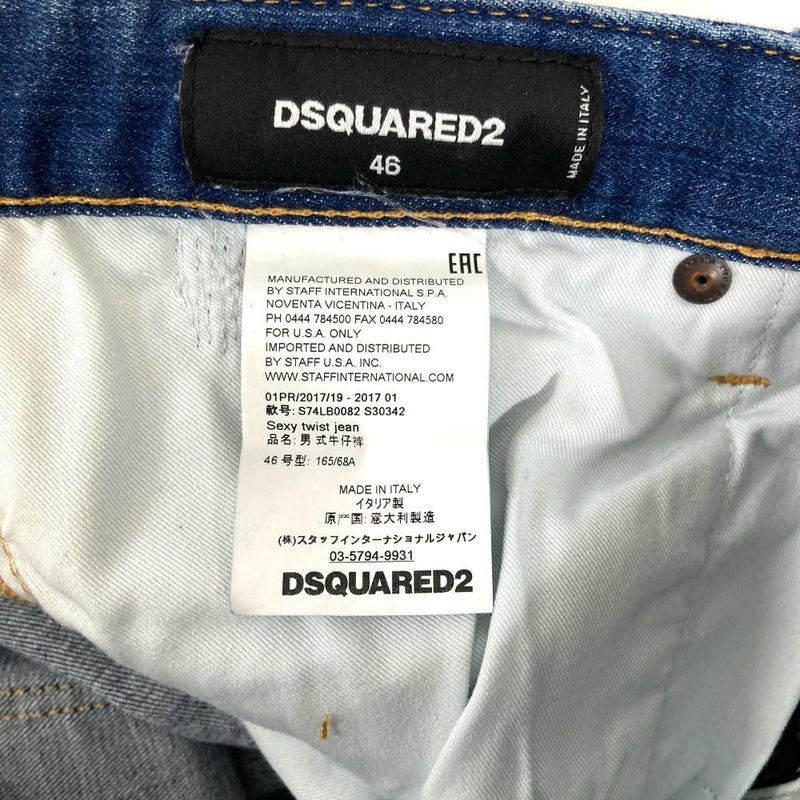 DSQUARED2
46
MADE IN ITALY
EAC
MANUFACTURED AND DISTRIBUTED
BY STAFF INTERNATIONAL S.P.A.
NOVENTA VICENTINA - ITALY
PH 0444 784500 FAX 0444 784580
FOR U.S.A. ONLY
IMPORTED AND DISTRIBUTED
BY STAFF U.S.A. INC.
WWW.STAFFINTERNATIONAL.COM
01PR/2017/19 - 2017 01
款号: S74LB0082 S30342
Sexy twist jean
品名: 男 式牛仔裤
46 号型: 165/68A
MADE IN ITALY
イタリア製
原产国: 意大利製造
(株)スタッフインターナショナルジャパン
03-5794-9931
DSQUARED2